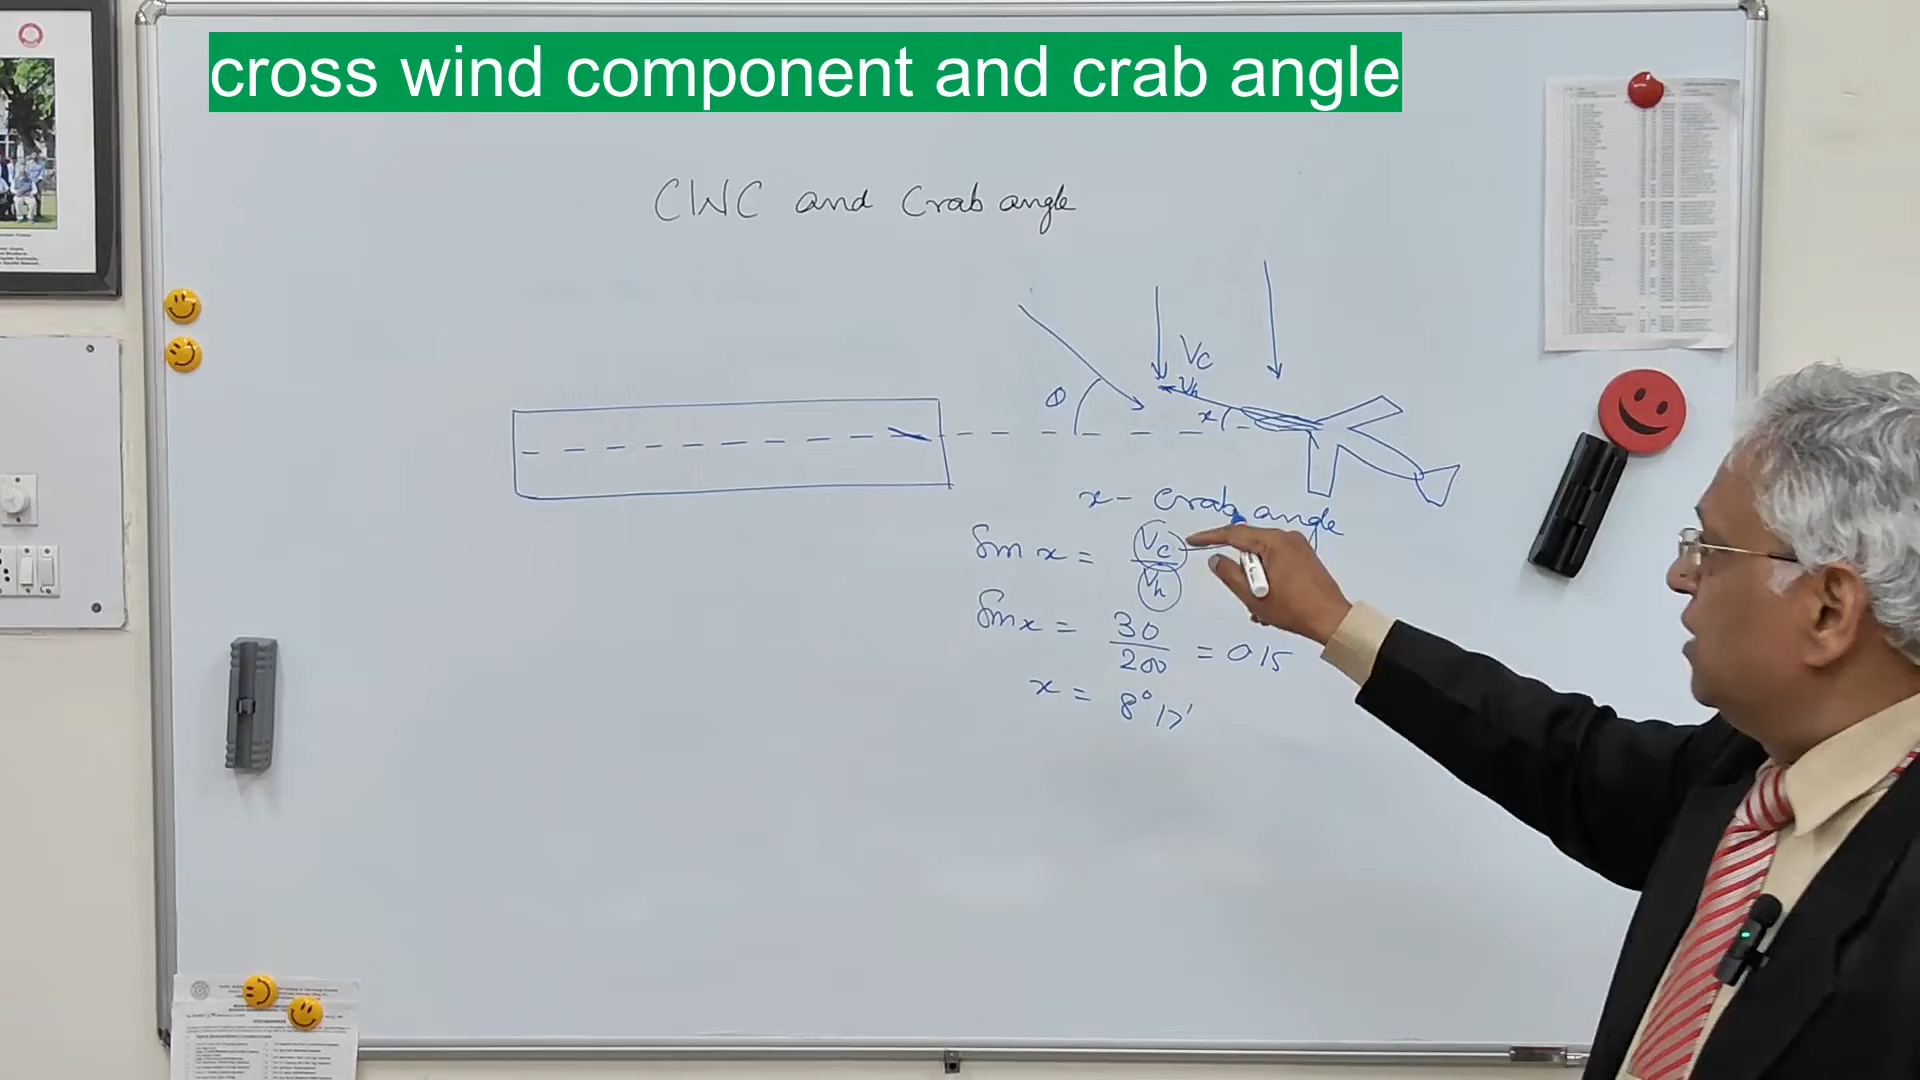 cross wind component and crab angle
CWC and Crab angle
Vc
Vh
θ
x
x - crab angle
Sin x = Vc / Vh
Sin x = 30 / 200 = 0.15
x = 8° 17'